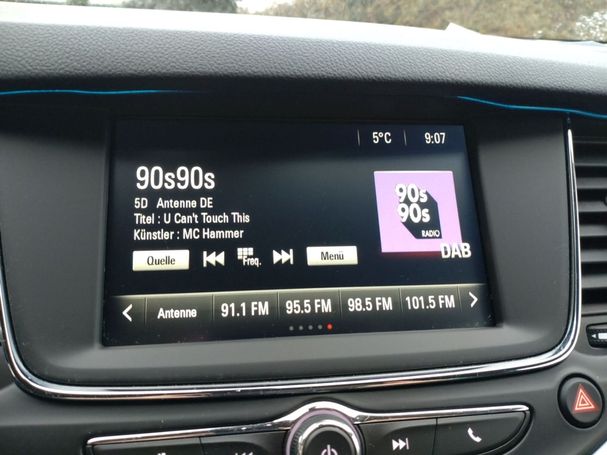 5°C 9:07
90s90s
5D Antenne DE
Titel : U Can't Touch This
Künstler : MC Hammer
90s
90s
RADIO
DAB
Quelle Freq. Menü
Antenne 91.1 FM 95.5 FM 98.5 FM 101.5 FM